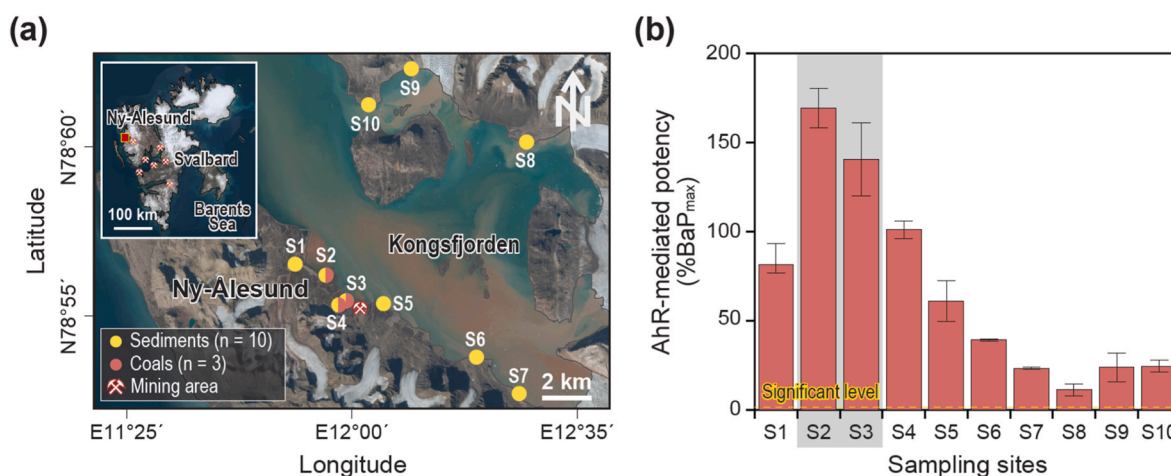 (a)
Latitude
N78°60´
N78°55´
Ny-Ålesund
Svalbard
Barents
Sea
100 km
S9
S10
S8
N
Kongsfjorden
S1
S2
S3
Ny-Ålesund
S4
S5
S6
S7
Sediments (n = 10)
Coals (n = 3)
Mining area
2 km
E11°25´
E12°00´
E12°35´
Longitude
(b)
AhR-mediated potency
(%BaPmax)
200
150
100
50
0
Significant level
S1 S2 S3 S4 S5 S6 S7 S8 S9 S10
Sampling sites